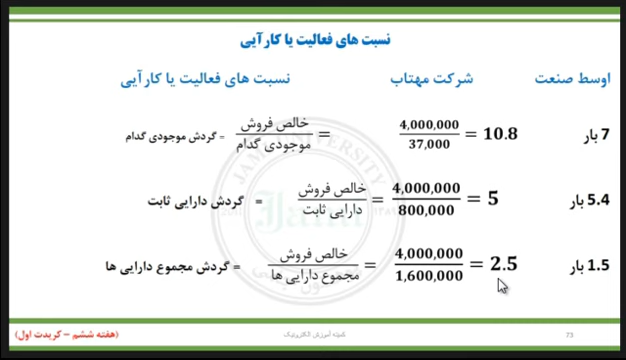 نسبت های فعالیت یا کارآیی
نسبت های فعالیت یا کارآیی شرکت مهتاب اوسط صنعت
گردش موجودی گدام = خالص فروش / موجودی گدام = 4,000,000 / 37,000 = 10.8 7 بار
گردش دارایی ثابت = خالص فروش / دارایی ثابت = 4,000,000 / 800,000 = 5 5.4 بار
گردش مجموع دارایی ها = خالص فروش / مجموع دارایی ها = 4,000,000 / 1,600,000 = 2.5 1.5 بار
(هفته ششم – کریدت اول) کمیته آموزش الکترونیک 73